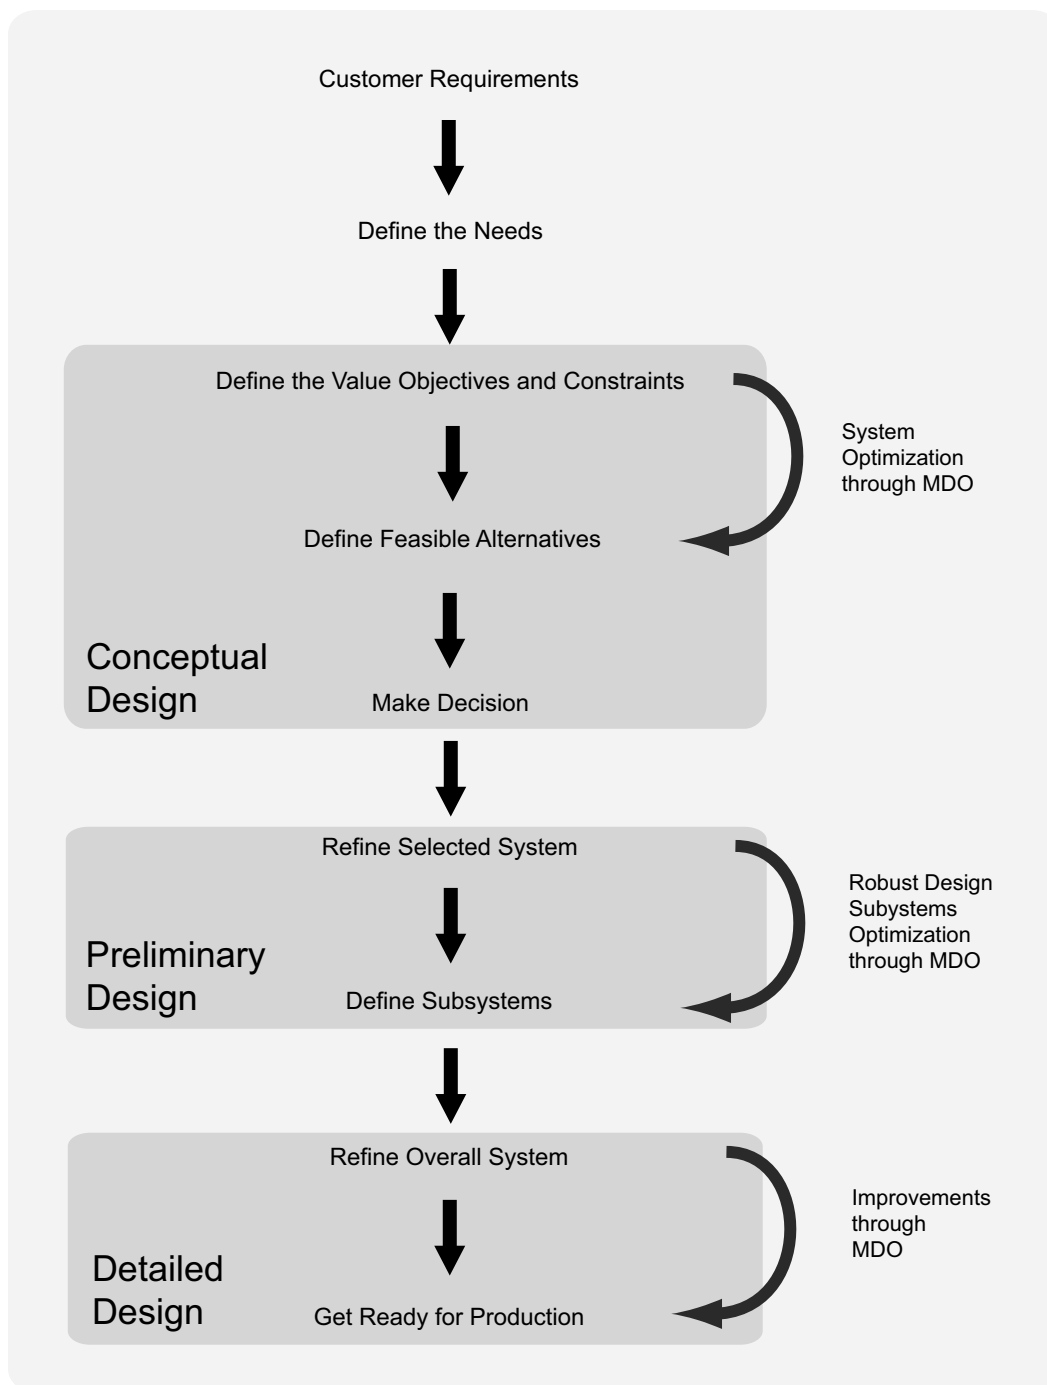 Customer Requirements
Define the Needs
Define the Value Objectives and Constraints
System
Optimization
through MDO
Define Feasible Alternatives
Conceptual
Design
Make Decision
Refine Selected System
Robust Design
Subystems
Optimization
through MDO
Preliminary
Design
Define Subsystems
Refine Overall System
Improvements
through
MDO
Detailed
Design
Get Ready for Production